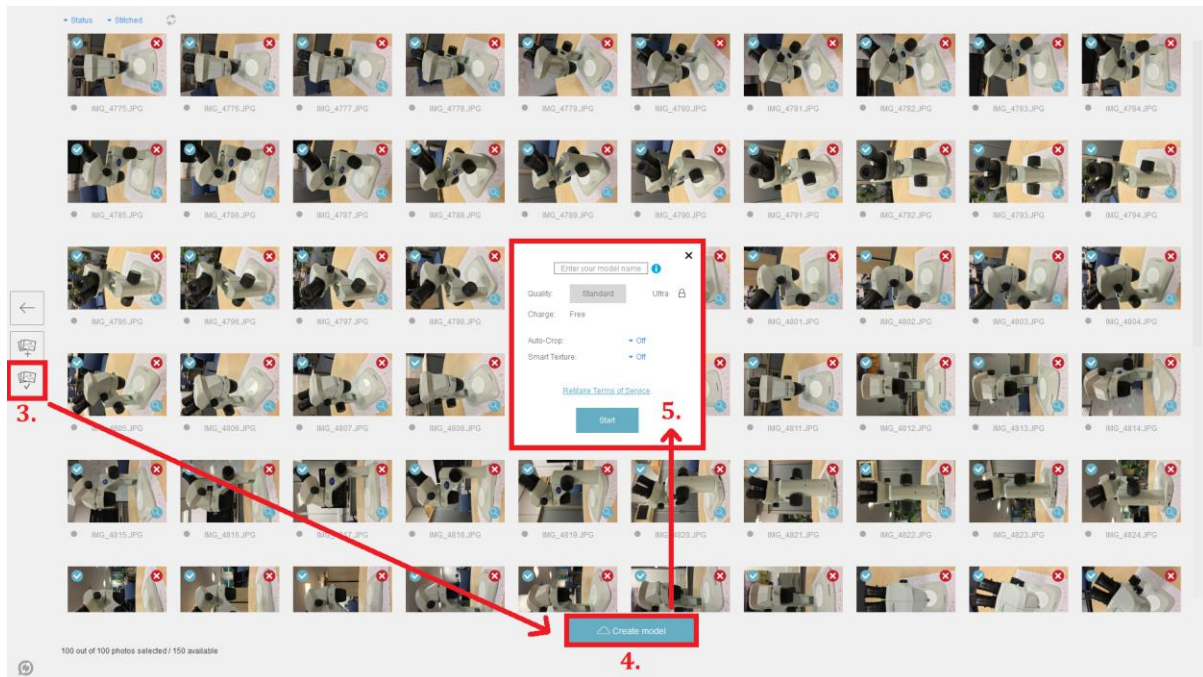 Status Stitched
IMG_4775.JPG IMG_4776.JPG IMG_4777.JPG IMG_4778.JPG IMG_4779.JPG IMG_4780.JPG IMG_4781.JPG IMG_4782.JPG IMG_4783.JPG IMG_4784.JPG
IMG_4785.JPG IMG_4786.JPG IMG_4787.JPG IMG_4788.JPG IMG_4789.JPG IMG_4790.JPG IMG_4791.JPG IMG_4792.JPG IMG_4793.JPG IMG_4794.JPG
Enter your model name
Quality: Standard Ultra
Charge: Free
IMG_4795.JPG IMG_4796.JPG IMG_4797.JPG IMG_4798.JPG IMG_4801.JPG IMG_4802.JPG IMG_4803.JPG IMG_4804.JPG
Auto-Crop: Off
Smart Texture: Off
ReMake Terms of Service
Start
5.
3.
IMG_4805.JPG IMG_4806.JPG IMG_4807.JPG IMG_4808.JPG IMG_4811.JPG IMG_4812.JPG IMG_4813.JPG IMG_4814.JPG
IMG_4815.JPG IMG_4816.JPG IMG_4817.JPG IMG_4818.JPG IMG_4819.JPG IMG_4820.JPG IMG_4821.JPG IMG_4822.JPG IMG_4823.JPG IMG_4824.JPG
Create model
100 out of 100 photos selected / 150 available
4.